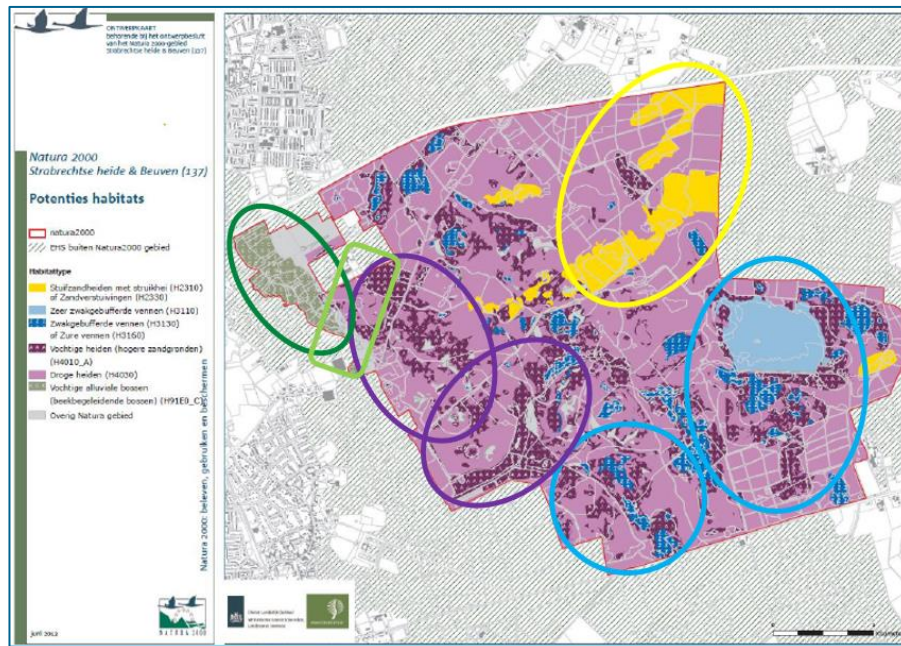 ONTWERPKAART
behorende bij het ontwerpbesluit
van het Natura 2000-gebied
Strabrechtse heide & Beuven (137)
Natura 2000
Strabrechtse heide & Beuven (137)
Potenties habitats
natura2000
EHS buiten Natura2000 gebied
Habitattype
Stuifzandheiden met struikhei (H2310)
of Zandverstuivingen (H2330)
Zeer zwakgebufferde vennen (H3110)
Zwakgebufferde vennen (H3130)
of Zure vennen (H3160)
Vochtige heiden (hogere zandgronden)
(H4010_A)
Droge heiden (H4030)
Vochtige alluviale bossen
(beekbegeleidende bossen) (H91E0_C)
Overig Natura gebied
Natura 2000: beleven, gebruiken en beschermen
NATURA 2000
juni 2012